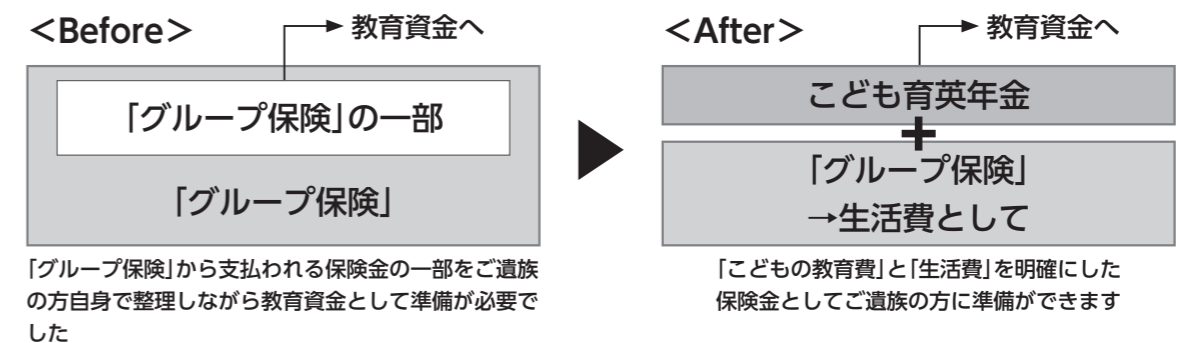 ＜Before＞
教育資金へ
「グループ保険」の一部
「グループ保険」
「グループ保険」から支払われる保険金の一部をご遺族
の方自身で整理しながら教育資金として準備が必要で
した
＜After＞
教育資金へ
こども育英年金
+
「グループ保険」
→生活費として
「こどもの教育費」と「生活費」を明確にした
保険金としてご遺族の方に準備ができます